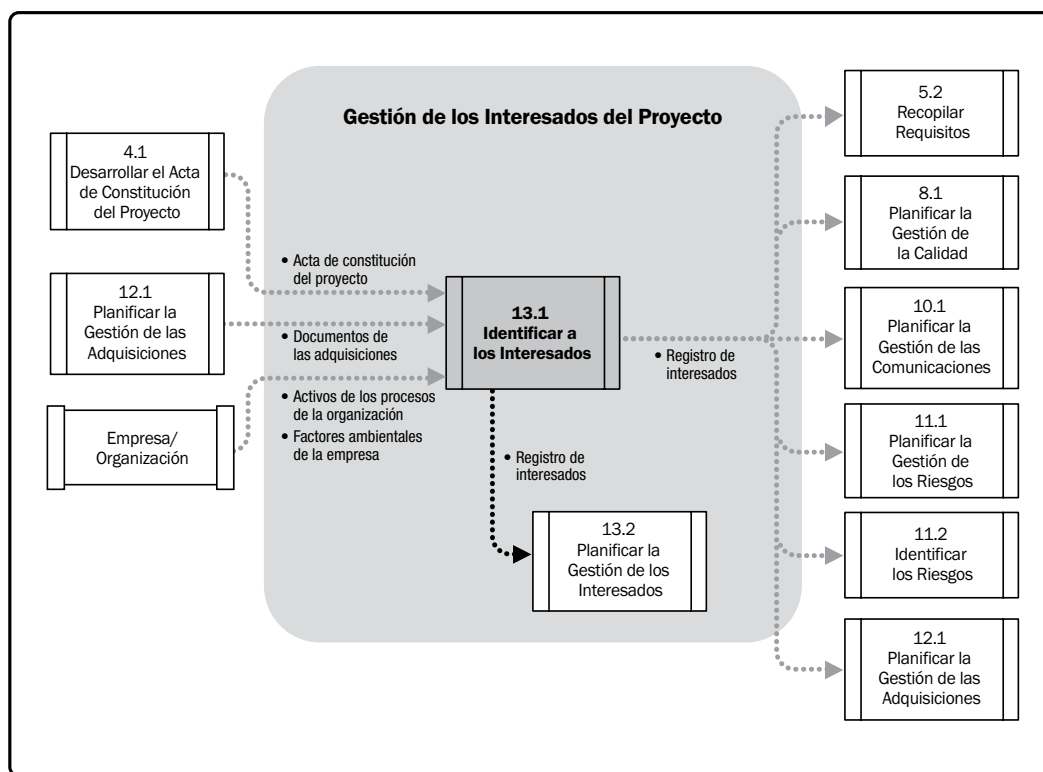 Gestión de los Interesados del Proyecto
4.1
Desarrollar el Acta
de Constitución
del Proyecto
12.1
Planificar la
Gestión de las
Adquisiciones
Empresa/
Organización
• Acta de constitución
del proyecto
• Documentos de
las adquisiciones
• Activos de los procesos
de la organización
• Factores ambientales
de la empresa
13.1
Identificar a
los Interesados
• Registro de
interesados
• Registro de
interesados
13.2
Planificar la
Gestión de los
Interesados
5.2
Recopilar
Requisitos
8.1
Planificar la
Gestión de
la Calidad
10.1
Planificar la
Gestión de las
Comunicaciones
11.1
Planificar la
Gestión de
los Riesgos
11.2
Identificar
los Riesgos
12.1
Planificar la
Gestión de las
Adquisiciones